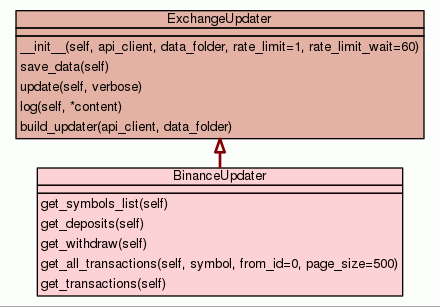 ExchangeUpdater
__init__(self, api_client, data_folder, rate_limit=1, rate_limit_wait=60)
save_data(self)
update(self, verbose)
log(self, *content)
build_updater(api_client, data_folder)
BinanceUpdater
get_symbols_list(self)
get_deposits(self)
get_withdraw(self)
get_all_transactions(self, symbol, from_id=0, page_size=500)
get_transactions(self)